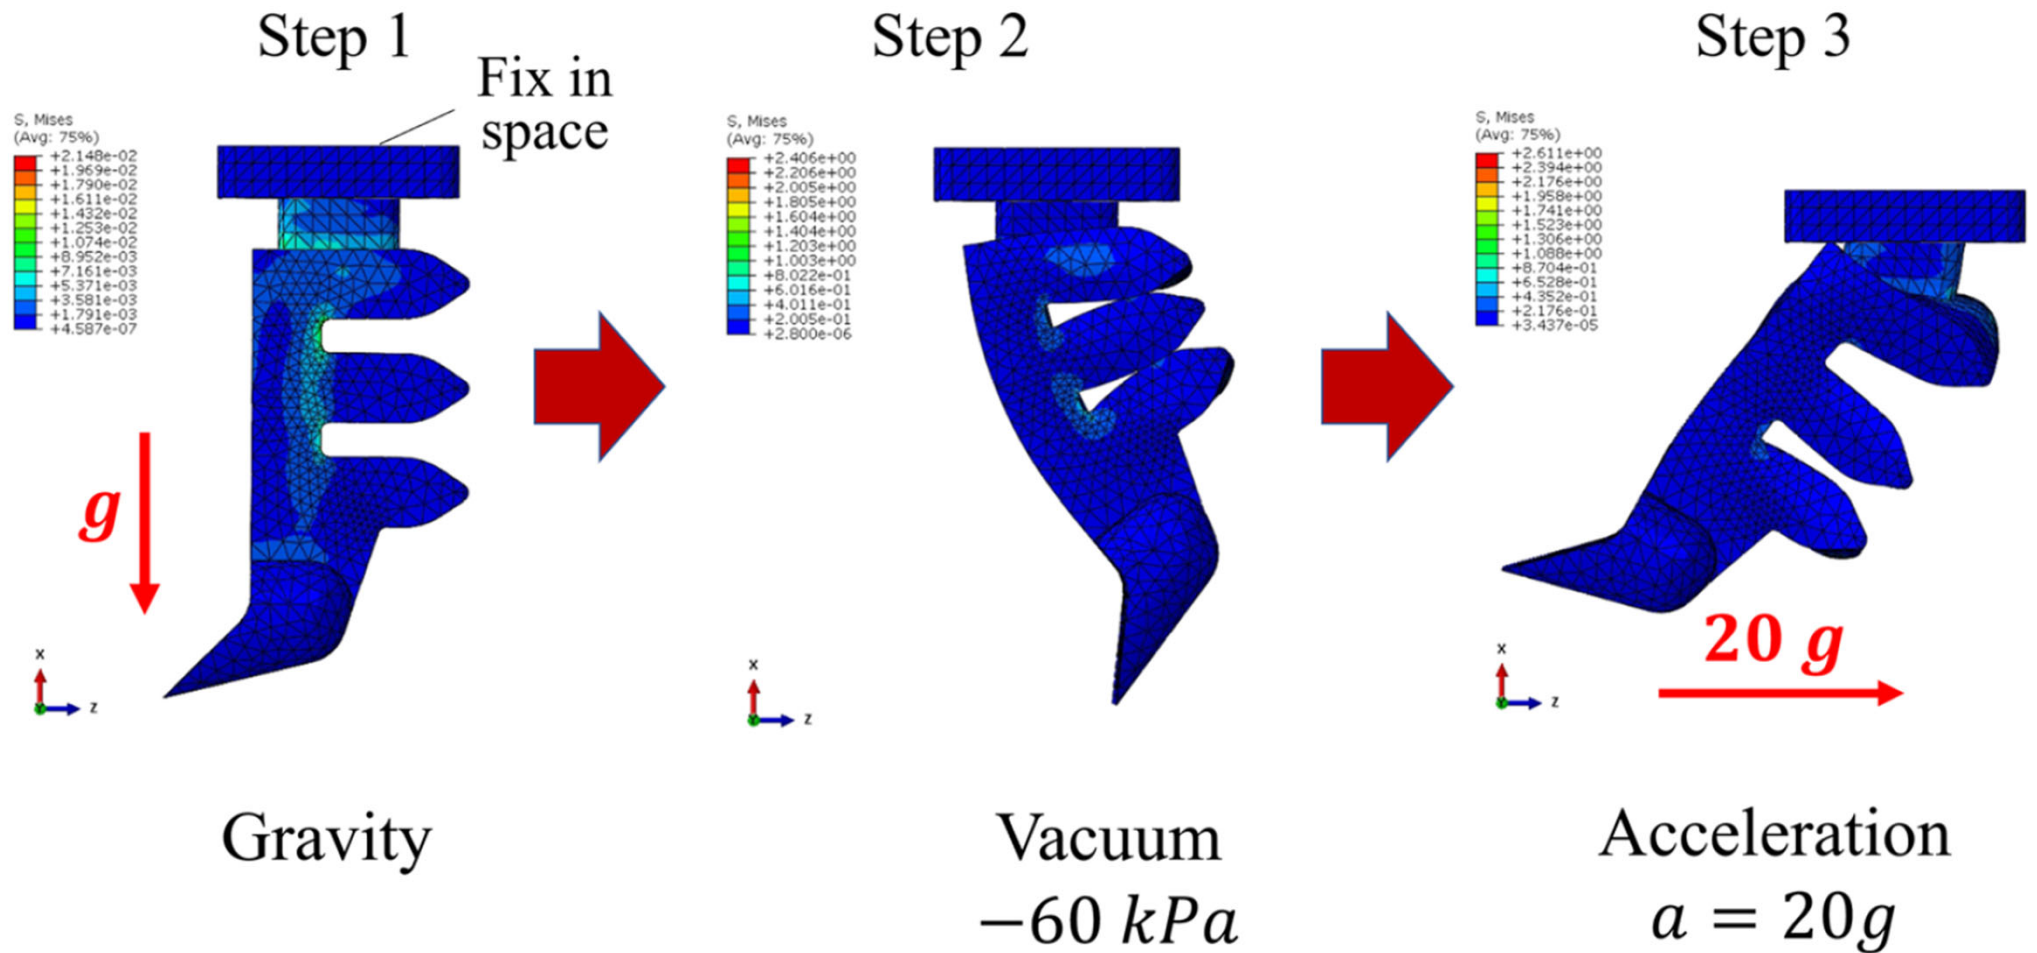 Step 1
Fix in
space
S, Mises
(Avg: 75%)
+2.148e-02
+1.969e-02
+1.790e-02
+1.611e-02
+1.432e-02
+1.253e-02
+1.074e-02
+8.952e-03
+7.161e-03
+5.371e-03
+3.581e-03
+1.791e-03
+4.587e-07
g
x
Y
z
Gravity
Step 2
S, Mises
(Avg: 75%)
+2.406e+00
+2.206e+00
+2.005e+00
+1.805e+00
+1.604e+00
+1.404e+00
+1.203e+00
+1.003e+00
+8.022e-01
+6.016e-01
+4.011e-01
+2.005e-01
+2.800e-06
x
Y
z
Vacuum
−60 kPa
Step 3
S, Mises
(Avg: 75%)
+2.611e+00
+2.394e+00
+2.176e+00
+1.958e+00
+1.741e+00
+1.523e+00
+1.306e+00
+1.088e+00
+8.704e-01
+6.528e-01
+4.352e-01
+2.176e-01
+3.437e-05
20 g
x
Y
z
Acceleration
a = 20g